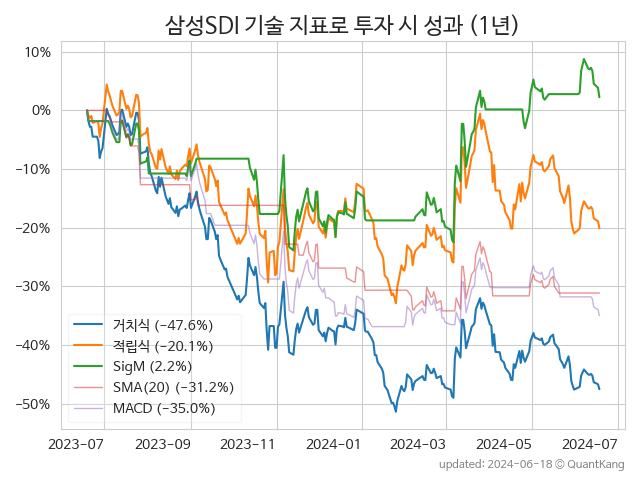 삼성SDI 기술 지표로 투자 시 성과 (1년)
10%
0%
−10%
−20%
−30%
−40%
−50%
거치식 (−47.6%)
적립식 (−20.1%)
SigM (2.2%)
SMA(20) (−31.2%)
MACD (−35.0%)
2023-07 2023-09 2023-11 2024-01 2024-03 2024-05 2024-07
updated: 2024-06-18 ⓒ QuantKang